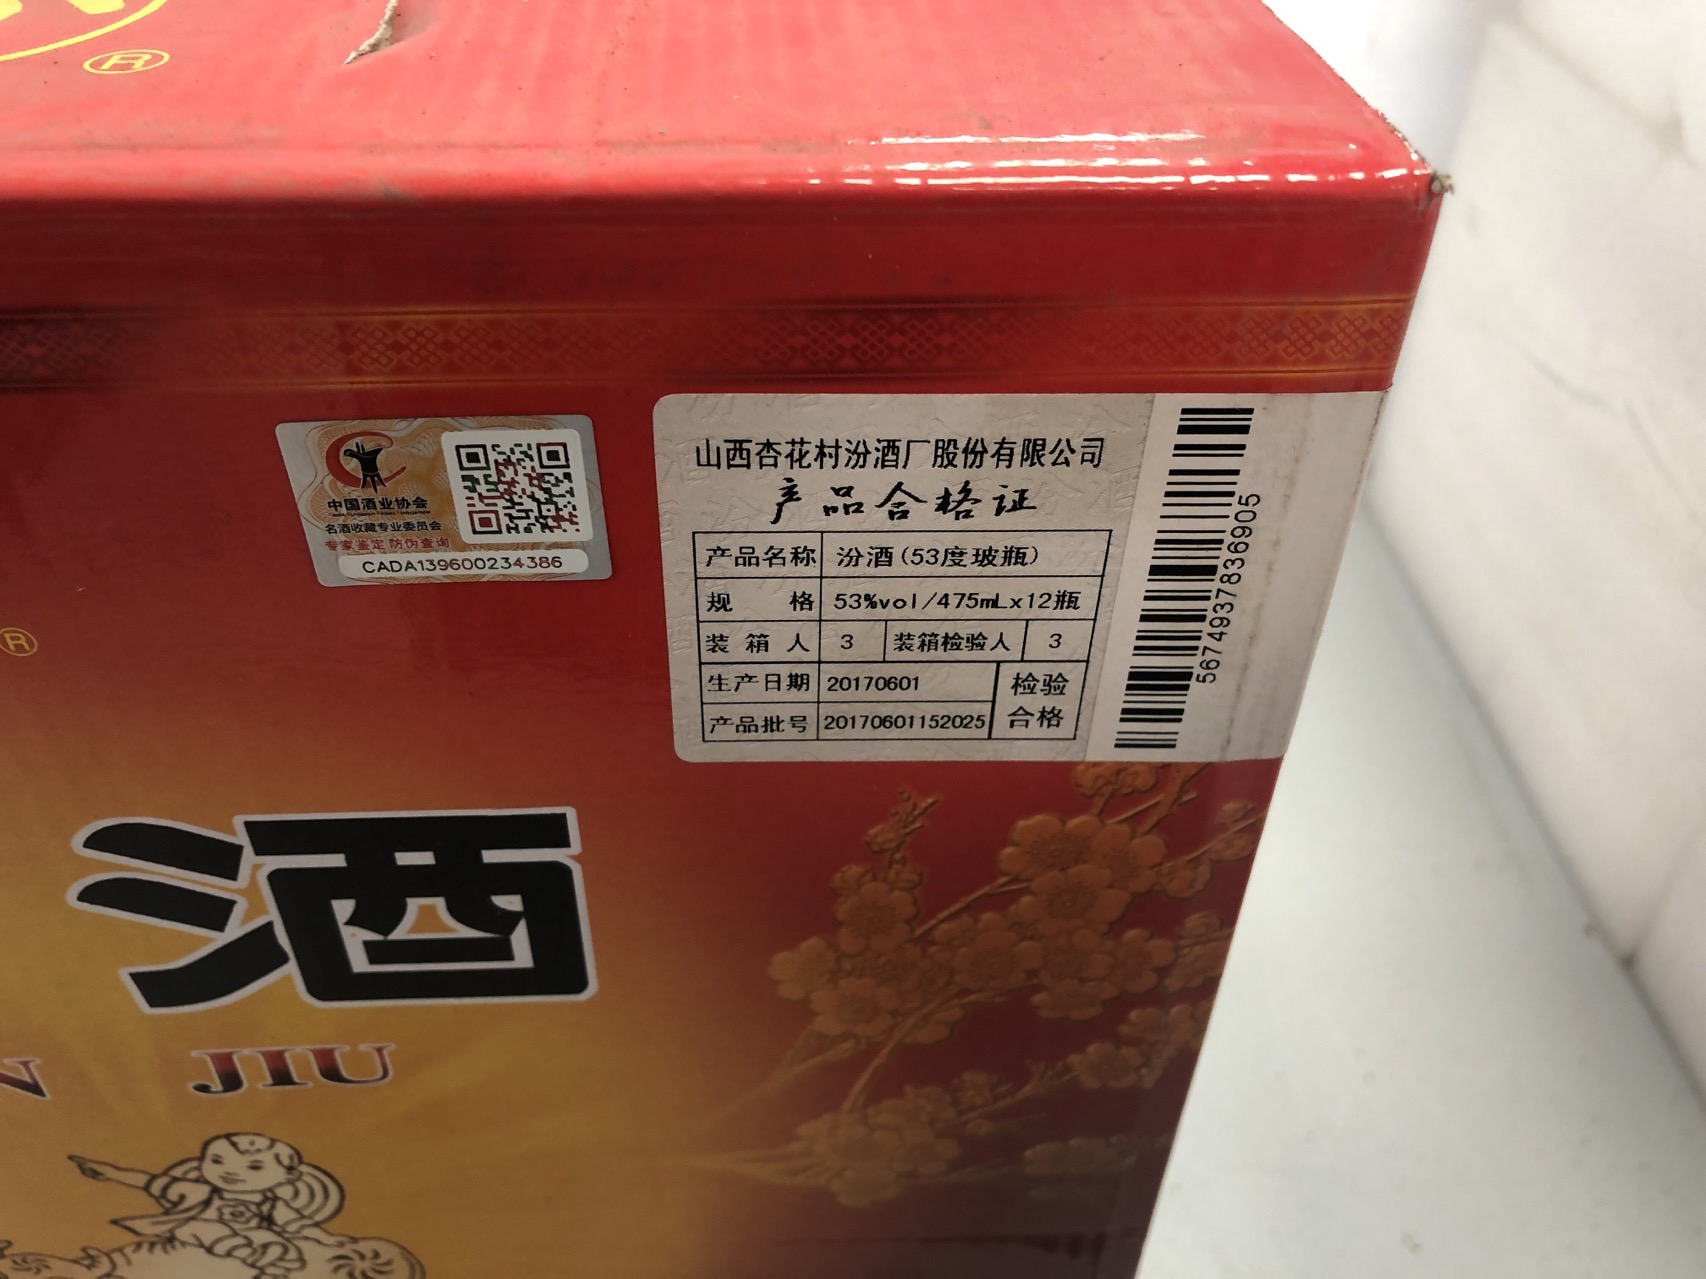 ®
中国酒业协会
名酒收藏专业委员会
专家鉴定 防伪查询
CADA139600234386
山西杏花村汾酒厂股份有限公司
产品合格证
产品名称 汾酒(53度玻瓶)
规 格 53%vol/475mLx12瓶
装箱人 3 装箱检验人 3
生产日期 20170601 检验
产品批号 20170601152025 合格
5674937836905
®
酒
N JIU